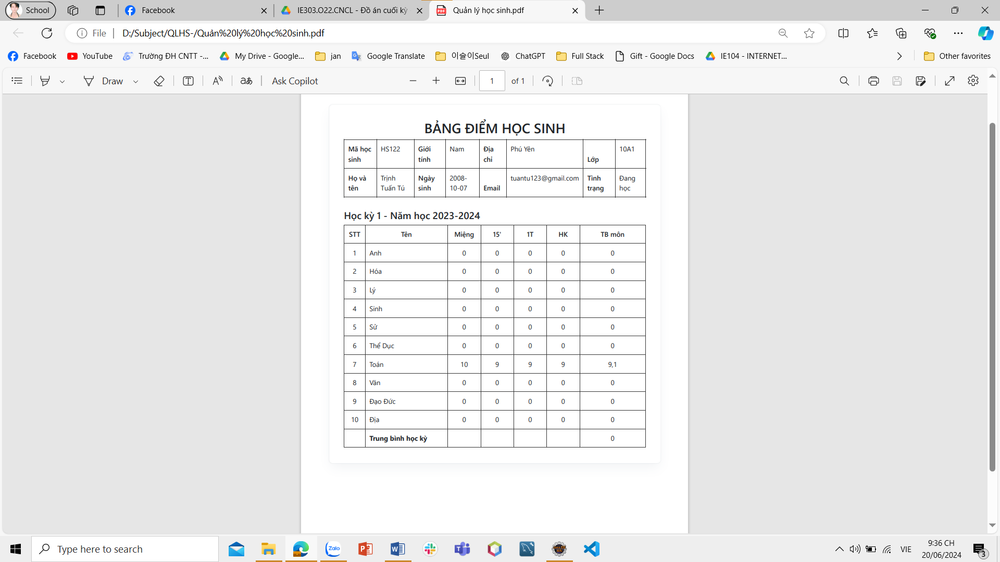 School
Facebook
IE303.O22.CNCL - Đồ án cuối kỳ
Quản lý học sinh.pdf
File
D:/Subject/QLHS-/Quản%20lý%20học%20sinh.pdf
Facebook YouTube Trường ĐH CNTT -... My Drive - Google... jan Google Translate 이슬이Seul ChatGPT Full Stack Gift - Google Docs IE104 - INTERNET... Other favorites
Draw aあ Ask Copilot 1 of 1
BẢNG ĐIỂM HỌC SINH
Mã học sinh HS122 Giới tính Nam Địa chỉ Phú Yên Lớp 10A1
Họ và tên Trịnh Tuấn Tú Ngày sinh 2008-10-07 Email tuantu123@gmail.com Tình trạng Đang học
Học kỳ 1 - Năm học 2023-2024
STT Tên Miệng 15' 1T HK TB môn
1 Anh 0 0 0 0 0
2 Hóa 0 0 0 0 0
3 Lý 0 0 0 0 0
4 Sinh 0 0 0 0 0
5 Sử 0 0 0 0 0
6 Thể Dục 0 0 0 0 0
7 Toán 10 9 9 9 9,1
8 Văn 0 0 0 0 0
9 Đạo Đức 0 0 0 0 0
10 Địa 0 0 0 0 0
Trung bình học kỳ 0
Type here to search
Zalo
VIE
9:36 CH
20/06/2024
3